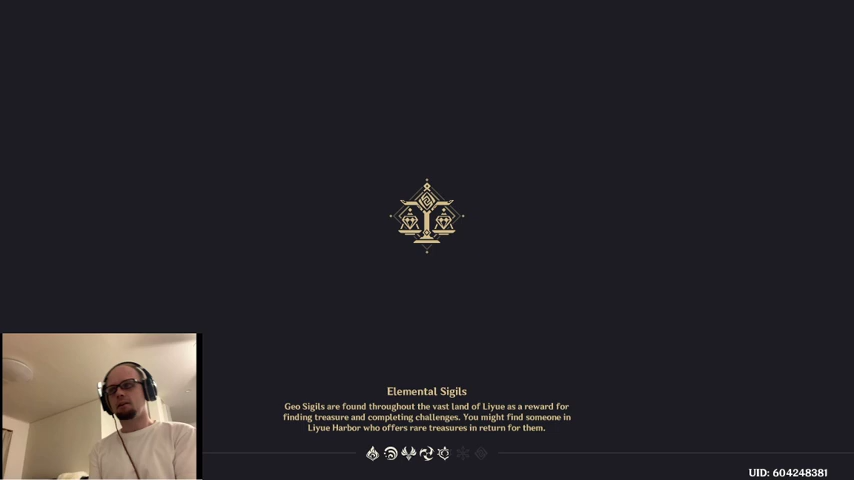 Elemental Sigils
Geo Sigils are found throughout the vast land of Liyue as a reward for
finding treasure and completing challenges. You might find someone in
Liyue Harbor who offers rare treasures in return for them.
UID: 604248381